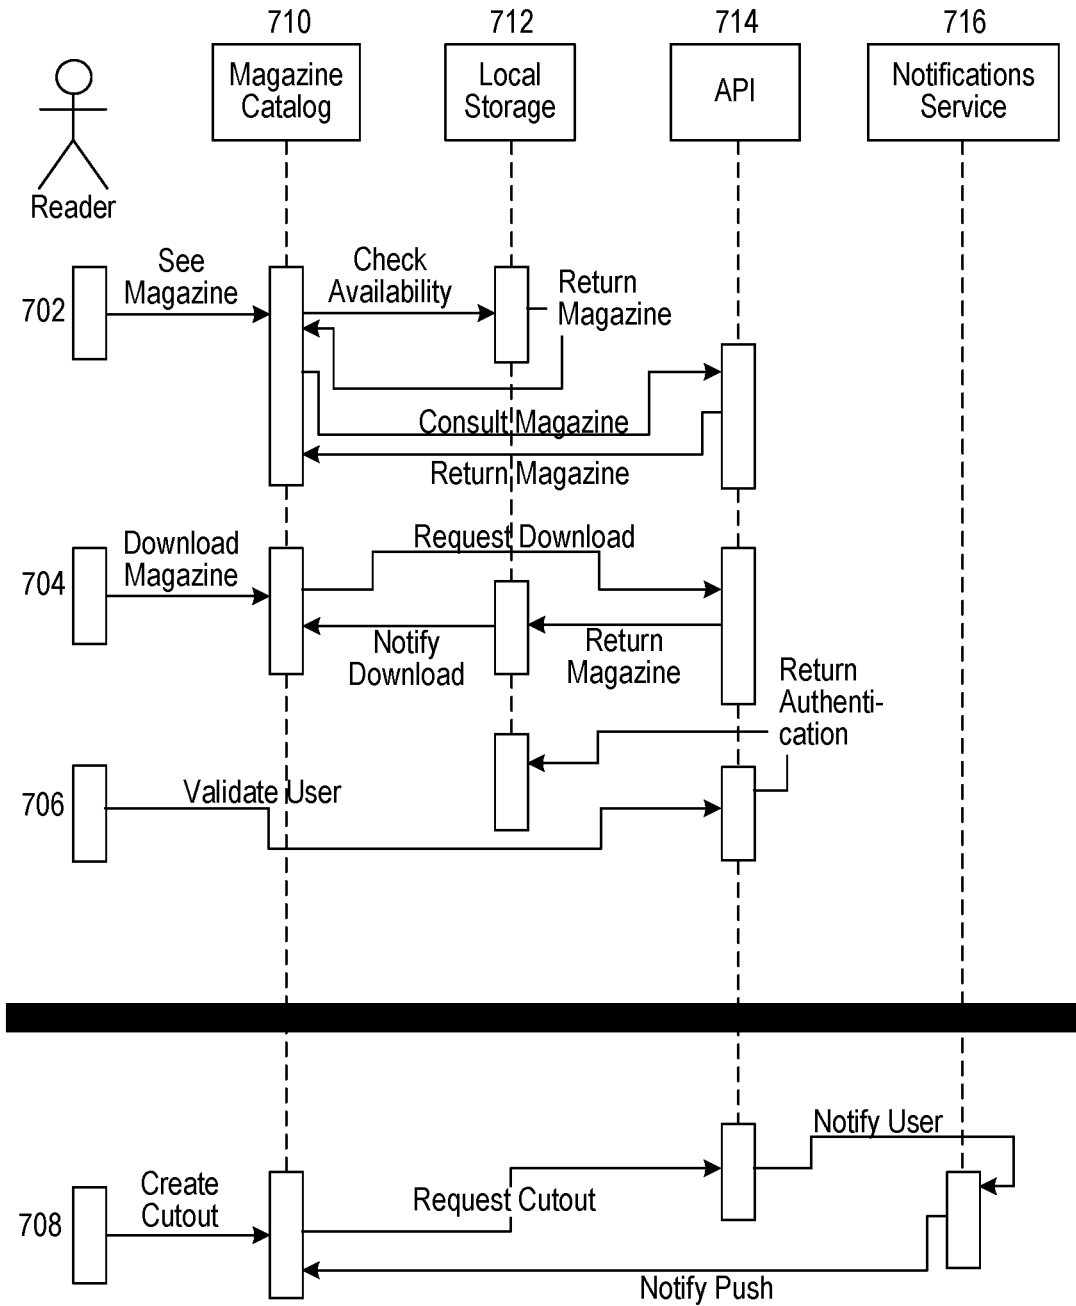 710
712
714
716
Magazine
Catalog
Local
Storage
API
Notifications
Service
Reader
702
See
Magazine
Check
Availability
Return
Magazine
Consult Magazine
Return Magazine
704
Download
Magazine
Request Download
Notify
Download
Return
Magazine
Return
Authenti-
cation
706
Validate User
708
Create
Cutout
Request Cutout
Notify User
Notify Push